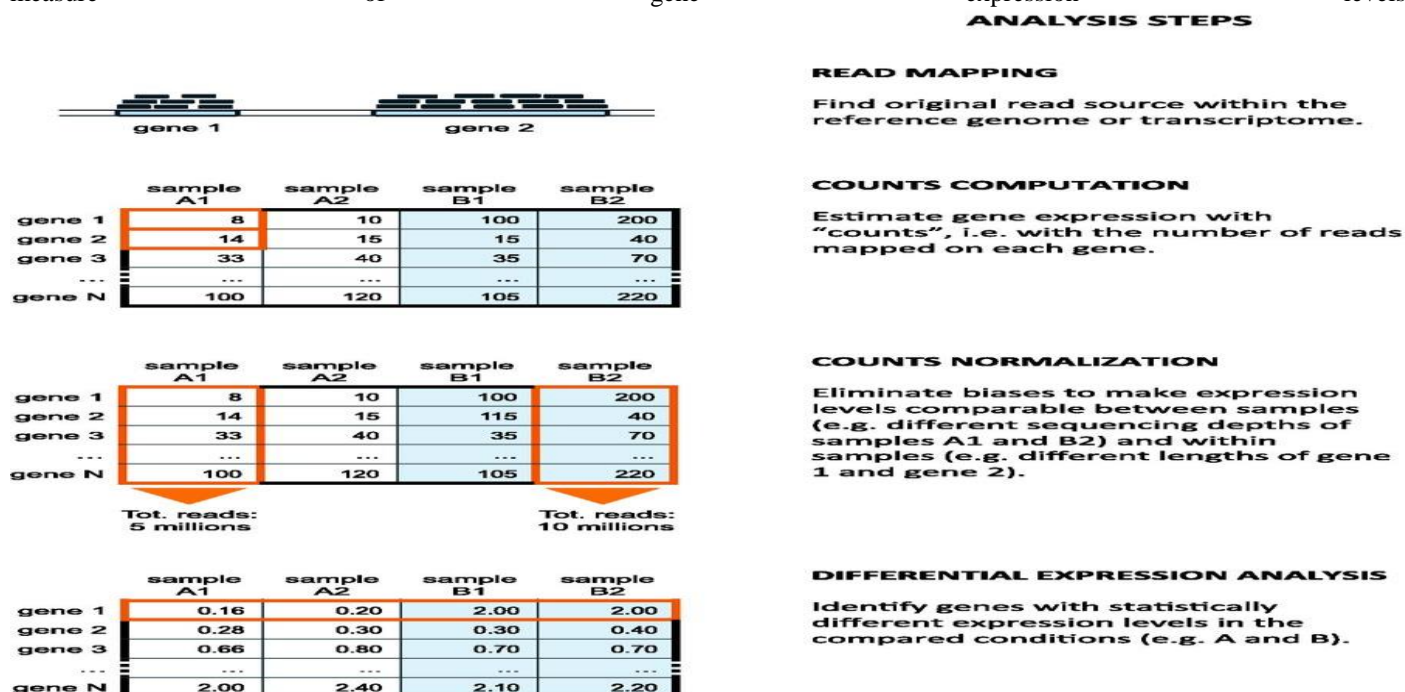 measure of gene expression levels
ANALYSIS STEPS
READ MAPPING
Find original read source within the
reference genome or transcriptome.
gene 1 gene 2
COUNTS COMPUTATION
Estimate gene expression with
“counts”, i.e. with the number of reads
mapped on each gene.
sample A1 sample A2 sample B1 sample B2
gene 1 8 10 100 200
gene 2 14 15 15 40
gene 3 33 40 35 70
... ... ... ... ...
gene N 100 120 105 220
COUNTS NORMALIZATION
Eliminate biases to make expression
levels comparable between samples
(e.g. different sequencing depths of
samples A1 and B2) and within
samples (e.g. different lengths of gene
1 and gene 2).
sample A1 sample A2 sample B1 sample B2
gene 1 8 10 100 200
gene 2 14 15 115 40
gene 3 33 40 35 70
... ... ... ... ...
gene N 100 120 105 220
Tot. reads:
5 millions
Tot. reads:
10 millions
DIFFERENTIAL EXPRESSION ANALYSIS
Identify genes with statistically
different expression levels in the
compared conditions (e.g. A and B).
sample A1 sample A2 sample B1 sample B2
gene 1 0.16 0.20 2.00 2.00
gene 2 0.28 0.30 0.30 0.40
gene 3 0.66 0.80 0.70 0.70
... ... ... ... ...
gene N 2.00 2.40 2.10 2.20